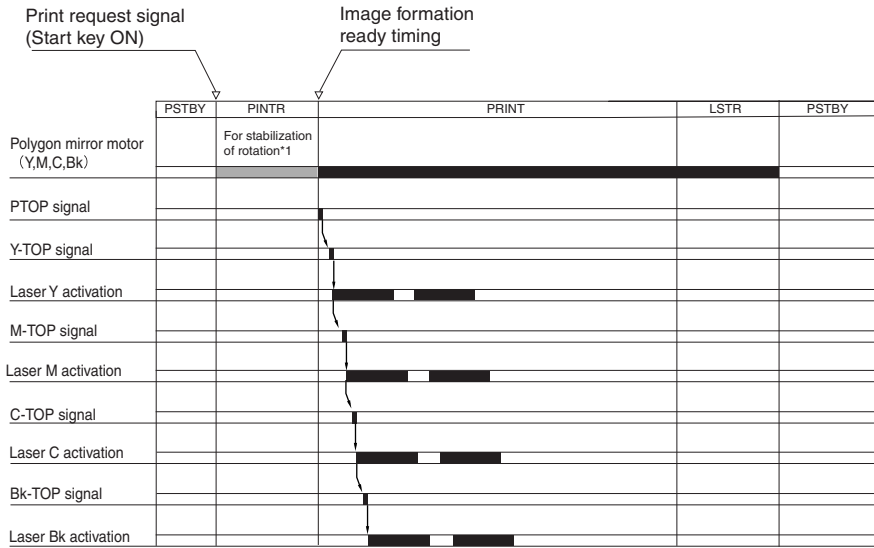 Print request signal
(Start key ON)
Image formation
ready timing
PSTBY
PINTR
PRINT
LSTR
PSTBY
Polygon mirror motor
(Y,M,C,Bk)
For stabilization
of rotation*1
PTOP signal
Y-TOP signal
Laser Y activation
M-TOP signal
Laser M activation
C-TOP signal
Laser C activation
Bk-TOP signal
Laser Bk activation